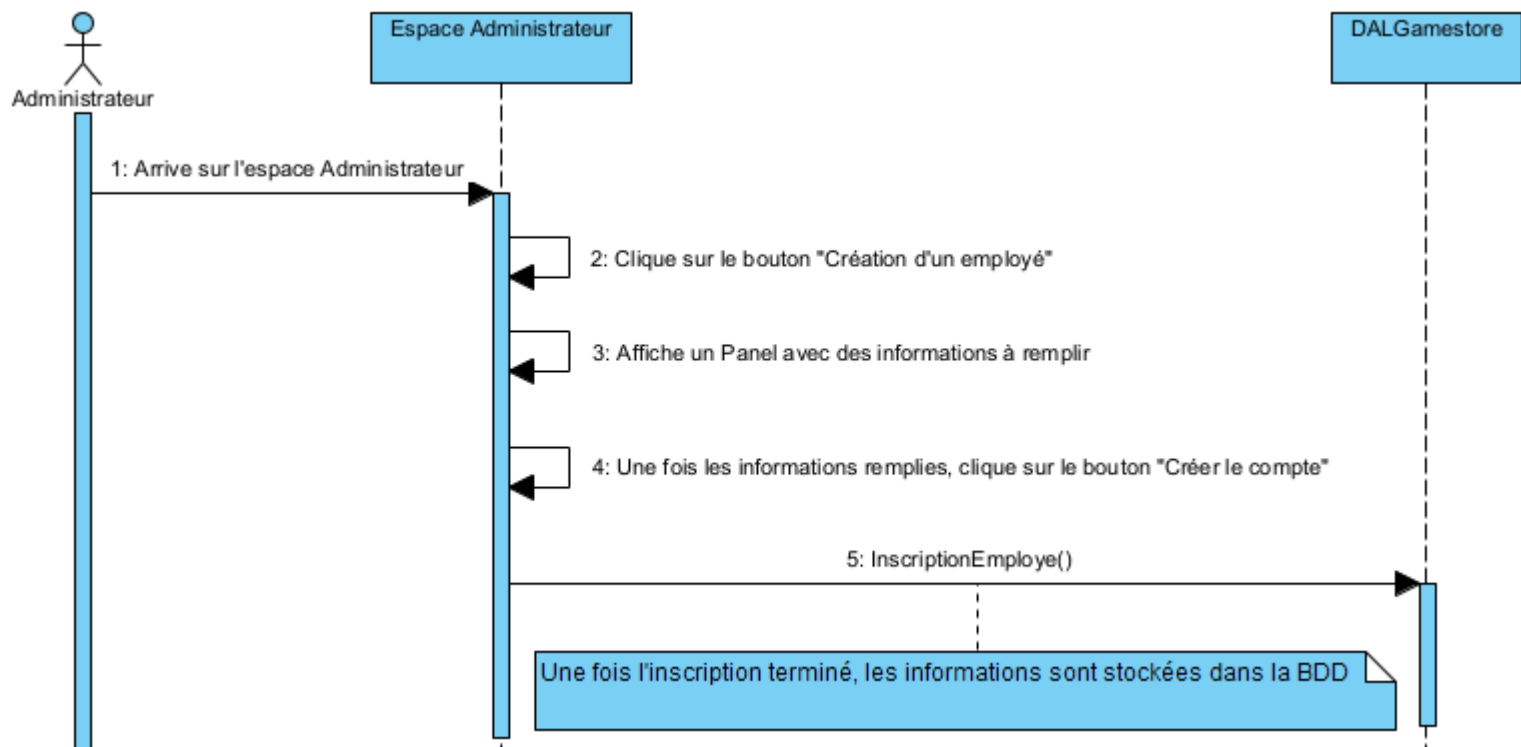 Espace Administrateur
DALGamestore
Administrateur
1: Arrive sur l'espace Administrateur
2: Clique sur le bouton "Création d'un employé"
3: Affiche un Panel avec des informations à remplir
4: Une fois les informations remplies, clique sur le bouton "Créer le compte"
5: InscriptionEmploye()
Une fois l'inscription terminé, les informations sont stockées dans la BDD